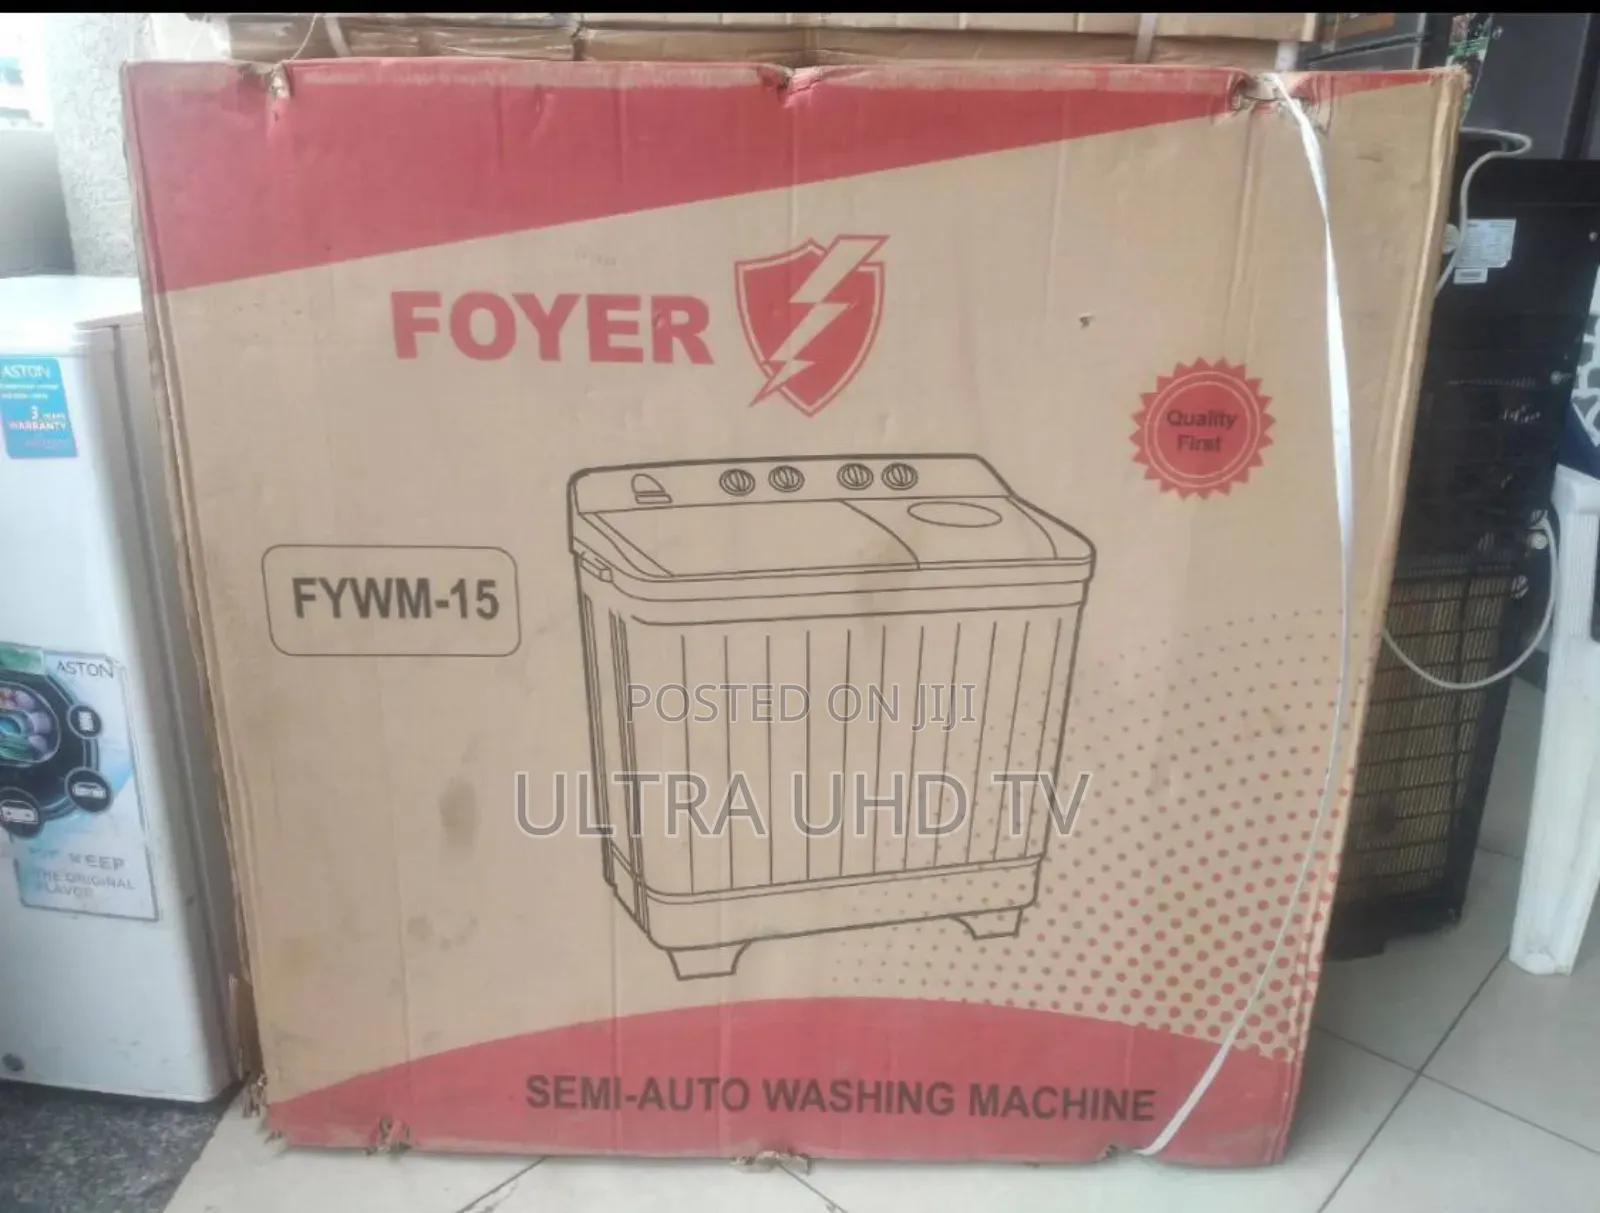 FOYER
Quality
First
FYWM-15
POSTED ON JIJI
ULTRA UHD TV
SEMI-AUTO WASHING MACHINE
ASTON
3 YEARS
WARRANTY
ASTON
KEEP
THE ORIGINAL
FLAVOR